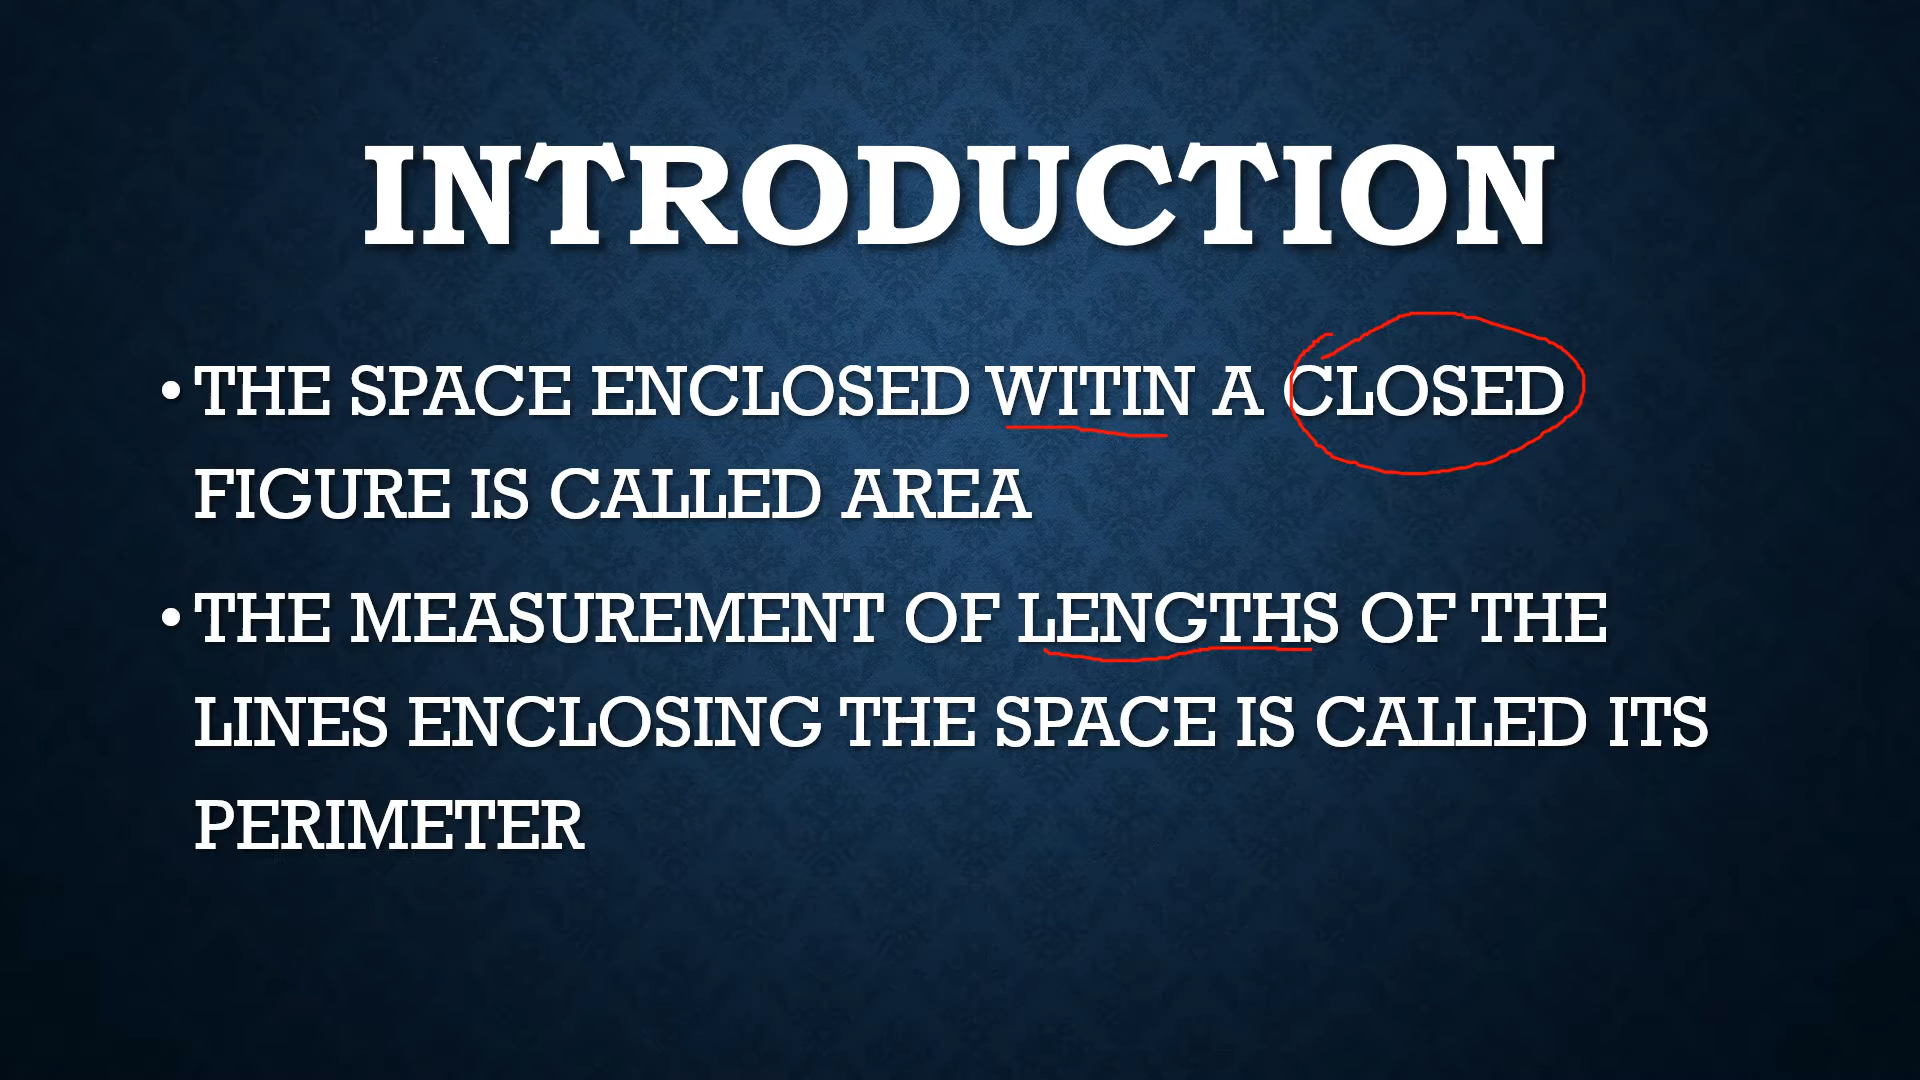 INTRODUCTION
• THE SPACE ENCLOSED WITIN A CLOSED
FIGURE IS CALLED AREA
• THE MEASUREMENT OF LENGTHS OF THE
LINES ENCLOSING THE SPACE IS CALLED ITS
PERIMETER